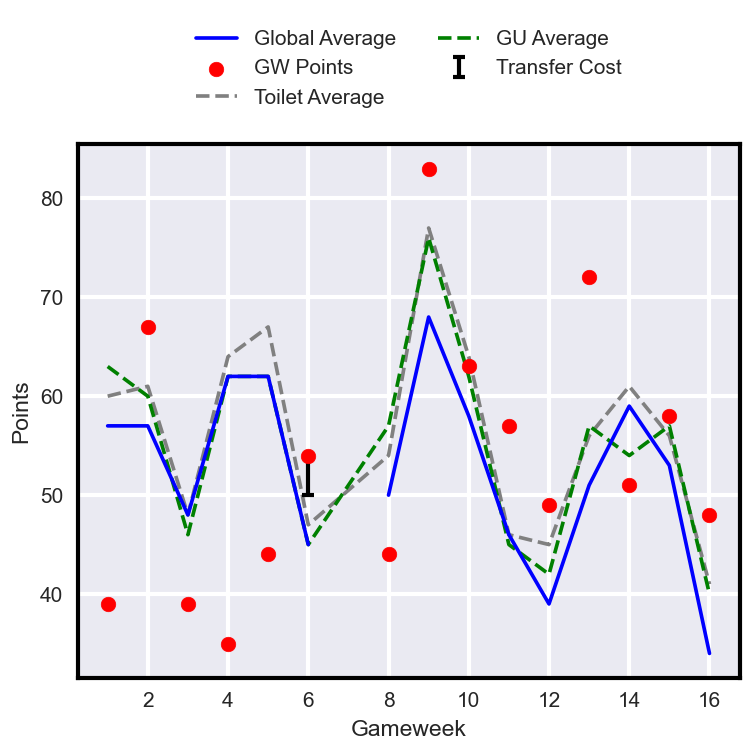 Global Average
GW Points
Toilet Average
GU Average
Transfer Cost
80
70
60
50
40
Points
2 4 6 8 10 12 14 16
Gameweek